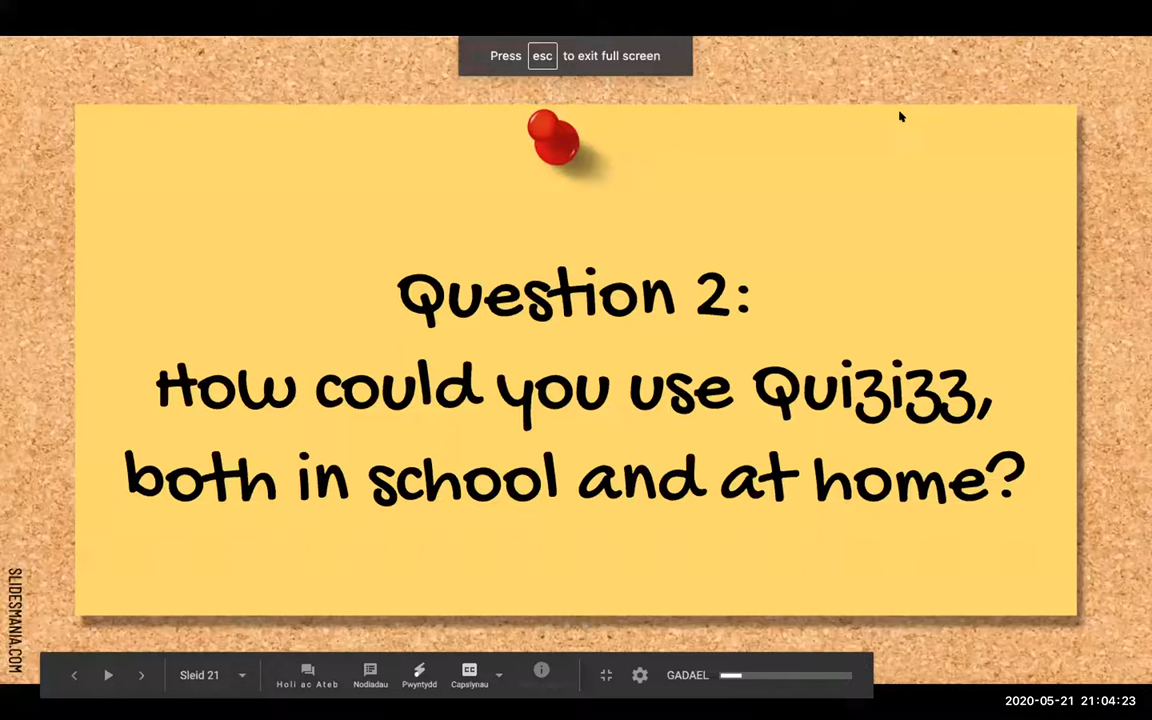 Press esc to exit full screen
Question 2:
How could you use Quizizz,
both in school and at home?
SLIDESMANIA.COM
Sleid 21
Holi ac Ateb
Nodiadau
Pwyntydd
CC
Capsiynau
GADAEL
2020-05-21 21:04:23